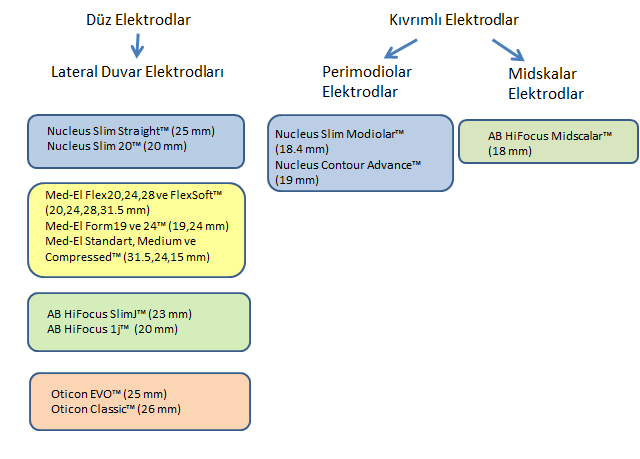 Düz Elektrodlar
Lateral Duvar Elektrodları
Nucleus Slim Straight™ (25 mm)
Nucleus Slim 20™ (20 mm)
Med-El Flex20,24,28 ve FlexSoft™
(20,24,28,31.5 mm)
Med-El Form19 ve 24™ (19,24 mm)
Med-El Standart, Medium ve
Compressed™ (31.5,24,15 mm)
AB HiFocus SlimJ™ (23 mm)
AB HiFocus 1j™ (20 mm)
Oticon EVO™ (25 mm)
Oticon Classic™ (26 mm)
Kıvrımlı Elektrodlar
Perimodiolar
Elektrodlar
Nucleus Slim Modiolar™
(18.4 mm)
Nucleus Contour Advance™
(19 mm)
Midskalar
Elektrodlar
AB HiFocus Midscalar™
(18 mm)